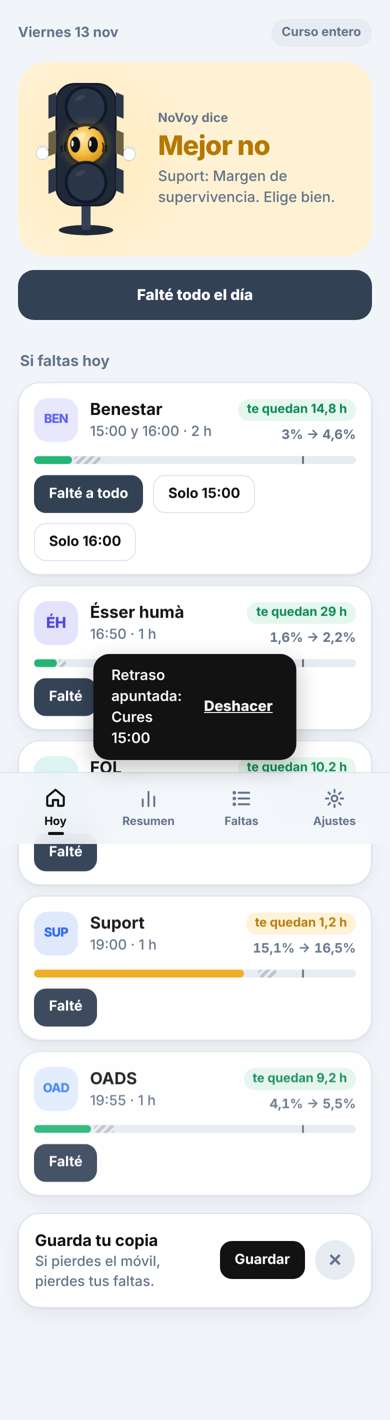 Viernes 13 nov
Curso entero
NoVoy dice
Mejor no
Suport: Margen de
supervivencia. Elige bien.
Falté todo el día
Si faltas hoy
BEN
Benestar
te quedan 14,8 h
15:00 y 16:00 · 2 h
3% → 4,6%
Falté a todo
Solo 15:00
Solo 16:00
ÉH
Ésser humà
te quedan 29 h
16:50 · 1 h
1,6% → 2,2%
Falté
Retraso
apuntada:
Cures
15:00
Deshacer
FOL
te quedan 10,2 h
Hoy
Resumen
Faltas
Ajustes
Falté
SUP
Suport
te quedan 1,2 h
19:00 · 1 h
15,1% → 16,5%
Falté
OAD
OADS
te quedan 9,2 h
19:55 · 1 h
4,1% → 5,5%
Falté
Guarda tu copia
Si pierdes el móvil,
pierdes tus faltas.
Guardar